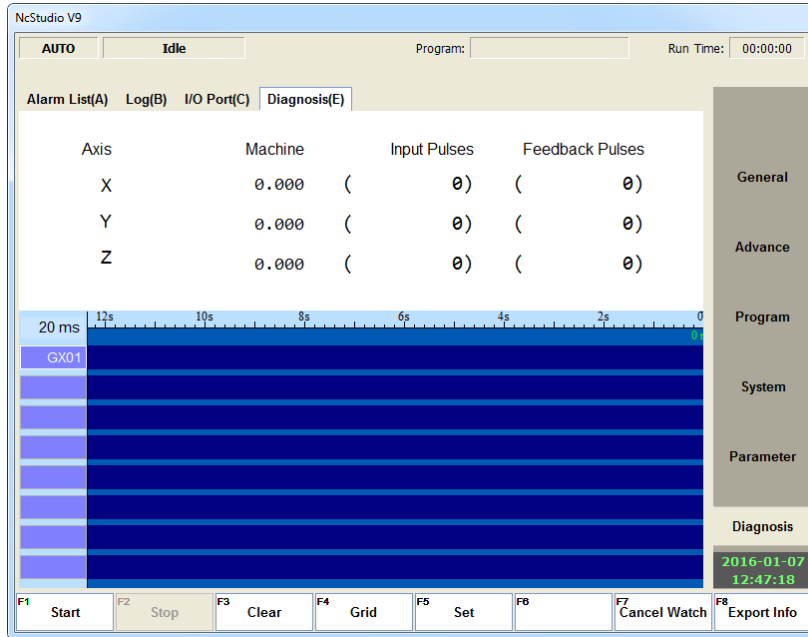 NcStudio V9
AUTO Idle Program: Run Time: 00:00:00
Alarm List(A) Log(B) I/O Port(C) Diagnosis(E)
Axis Machine Input Pulses Feedback Pulses
X 0.000 ( 0) ( 0)
Y 0.000 ( 0) ( 0)
Z 0.000 ( 0) ( 0)
General
Advance
Program
System
Parameter
Diagnosis
2016-01-07
12:47:18
20 ms 12s 10s 8s 6s 4s 2s 0
GX01
F1 Start F2 Stop F3 Clear F4 Grid F5 Set F6 F7 Cancel Watch F8 Export Info